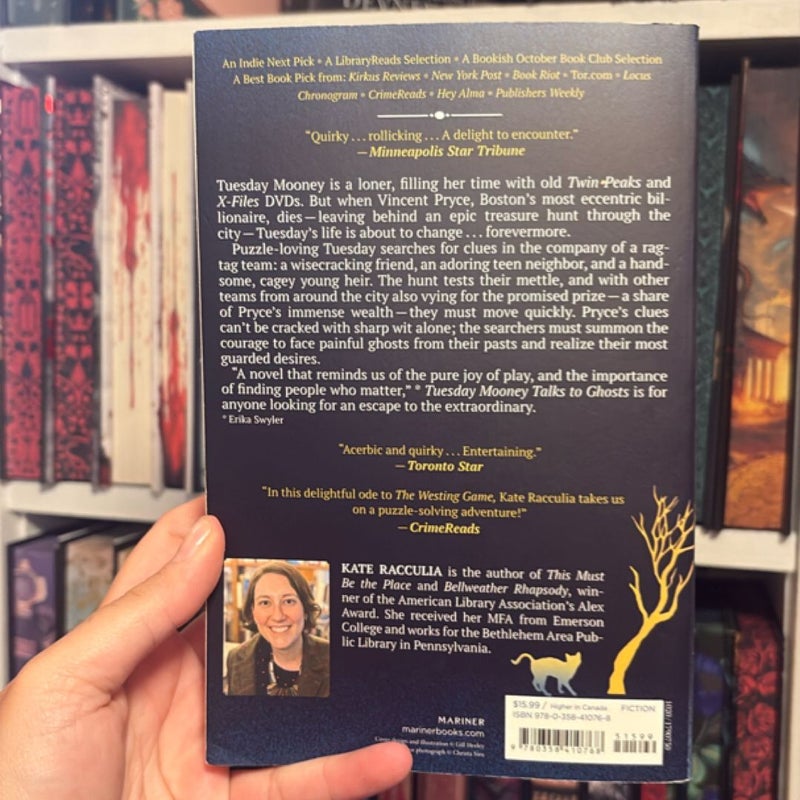 An Indie Next Pick • A LibraryReads Selection • A Bookish October Book Club Selection
A Best Book Pick from: Kirkus Reviews • New York Post • Book Riot • Tor.com • Locus
Chronogram • CrimeReads • Hey Alma • Publishers Weekly
“Quirky . . . rollicking . . . A delight to encounter.”
—Minneapolis Star Tribune
Tuesday Mooney is a loner, filling her time with old Twin Peaks and
X-Files DVDs. But when Vincent Pryce, Boston’s most eccentric bil-
lionaire, dies—leaving behind an epic treasure hunt through the
city—Tuesday’s life is about to change . . . forevermore.
Puzzle-loving Tuesday searches for clues in the company of a rag-
tag team: a wisecracking friend, an adoring teen neighbor, and a hand-
some, cagey young heir. The hunt tests their mettle, and with other
teams from around the city also vying for the promised prize—a share
of Pryce’s immense wealth—they must move quickly. Pryce’s clues
can’t be cracked with sharp wit alone; the searchers must summon the
courage to face painful ghosts from their pasts and realize their most
guarded desires.
“A novel that reminds us of the pure joy of play, and the importance
of finding people who matter,” * Tuesday Mooney Talks to Ghosts is for
anyone looking for an escape to the extraordinary.
* Erika Swyler
“Acerbic and quirky . . . Entertaining.”
—Toronto Star
“In this delightful ode to The Westing Game, Kate Racculia takes us
on a puzzle-solving adventure!”
—CrimeReads
KATE RACCULIA is the author of This Must
Be the Place and Bellweather Rhapsody, win-
ner of the American Library Association’s Alex
Award. She received her MFA from Emerson
College and works for the Bethlehem Area Pub-
lic Library in Pennsylvania.
MARINER
marinerbooks.com
photograph ©
$15.99 / Higher in Canada FICTION
ISBN 978-0-358-41076-8
51599
9 780358 410768